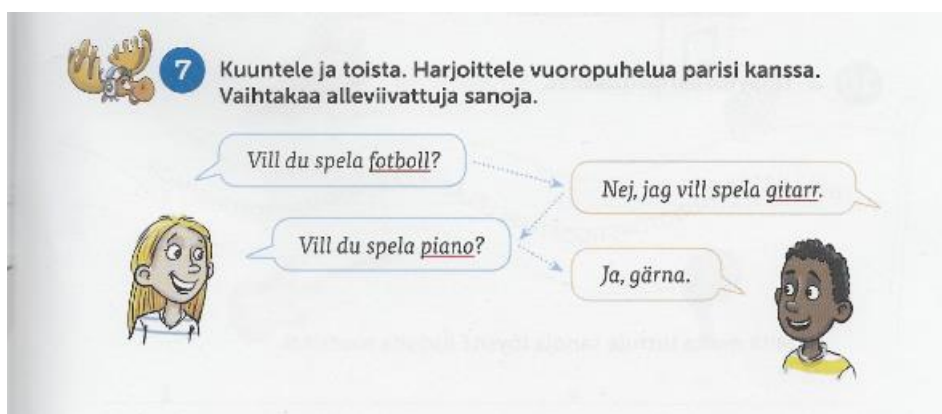 7 Kuuntele ja toista. Harjoittele vuoropuhelua parisi kanssa.
Vaihtakaa alleviivattuja sanoja.
Vill du spela fotboll?
Nej, jag vill spela gitarr.
Vill du spela piano?
Ja, gärna.